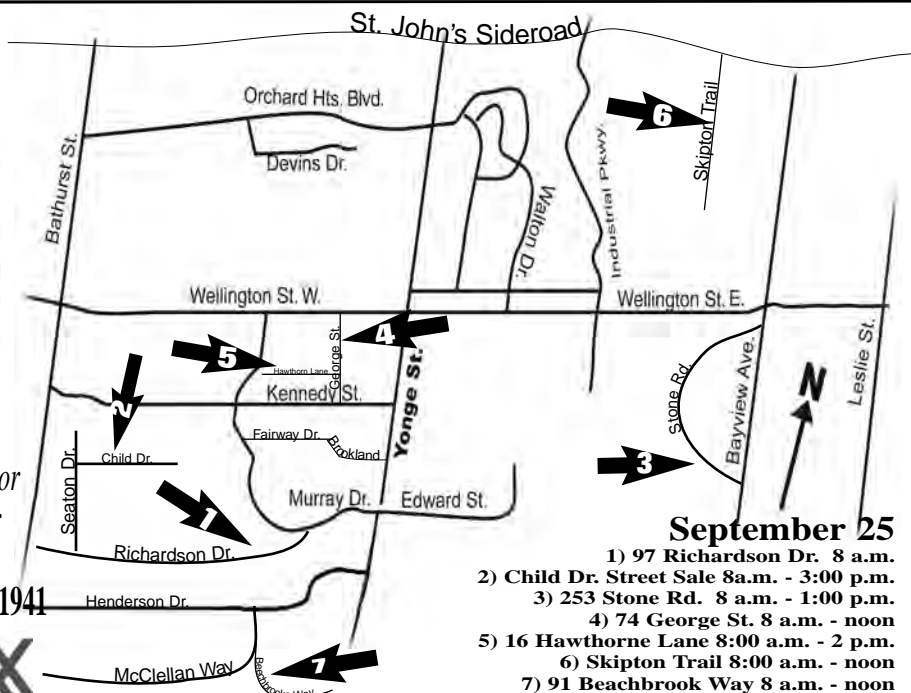 St. John's Sideroad
Orchard Hts. Blvd.
Devins Dr.
Bathurst St.
Walton Dr.
Industrial Pkwy.
6
Skipton Trail
Wellington St. W.
Wellington St. E.
5
4
George St.
Hawthorn Lane
Kennedy St.
Yonge St.
2
Fairway Dr.
Brookland
Child Dr.
Seaton Dr.
Stone Rd.
Bayview Ave.
Leslie St.
N
3
or
1
Murray Dr.
Edward St.
Richardson Dr.
1941
Henderson Dr.
McClellan Way
7
September 25
1) 97 Richardson Dr. 8 a.m.
2) Child Dr. Street Sale 8a.m. - 3:00 p.m.
3) 253 Stone Rd. 8 a.m. - 1:00 p.m.
4) 74 George St. 8 a.m. - noon
5) 16 Hawthorne Lane 8:00 a.m. - 2 p.m.
6) Skipton Trail 8:00 a.m. - noon
7) 91 Beachbrook Way 8 a.m. - noon